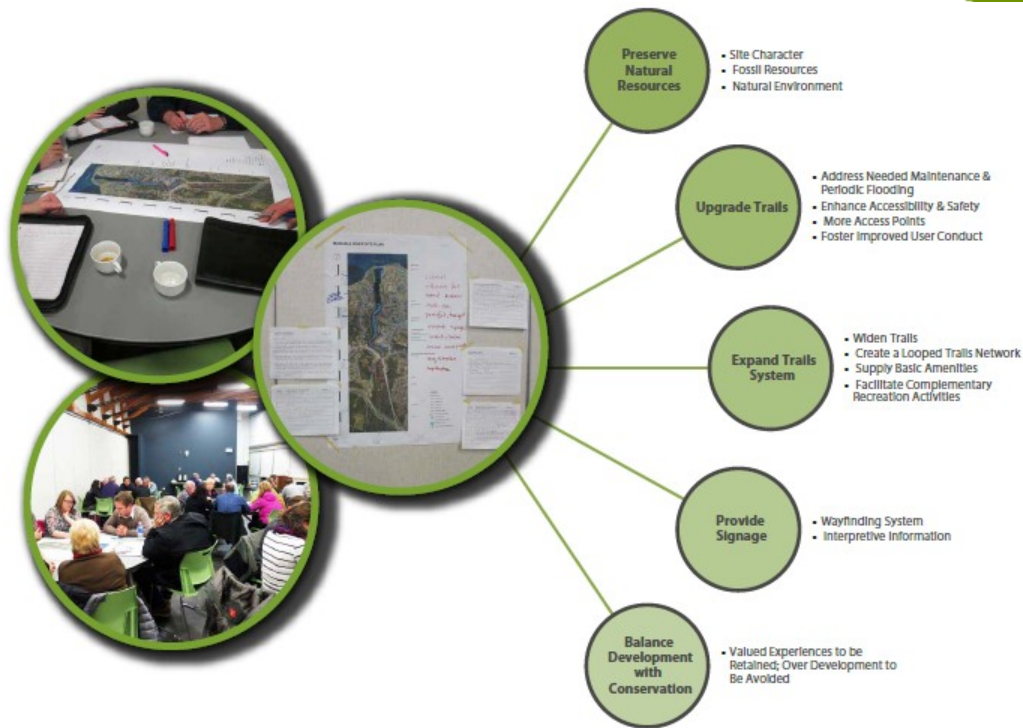 Preserve
Natural
Resources
• Site Character
• Fossil Resources
• Natural Environment
Upgrade Trails
• Address Needed Maintenance &
Periodic Flooding
• Enhance Accessibility & Safety
• More Access Points
• Foster Improved User Conduct
Expand Trails
System
• Widen Trails
• Create a Looped Trails Network
• Supply Basic Amenities
• Facilitate Complementary
Recreation Activities
Provide
Signage
• Wayfinding System
• Interpretive Information
Balance
Development
with
Conservation
• Valued Experiences to be
Retained; Over Development to
Be Avoided